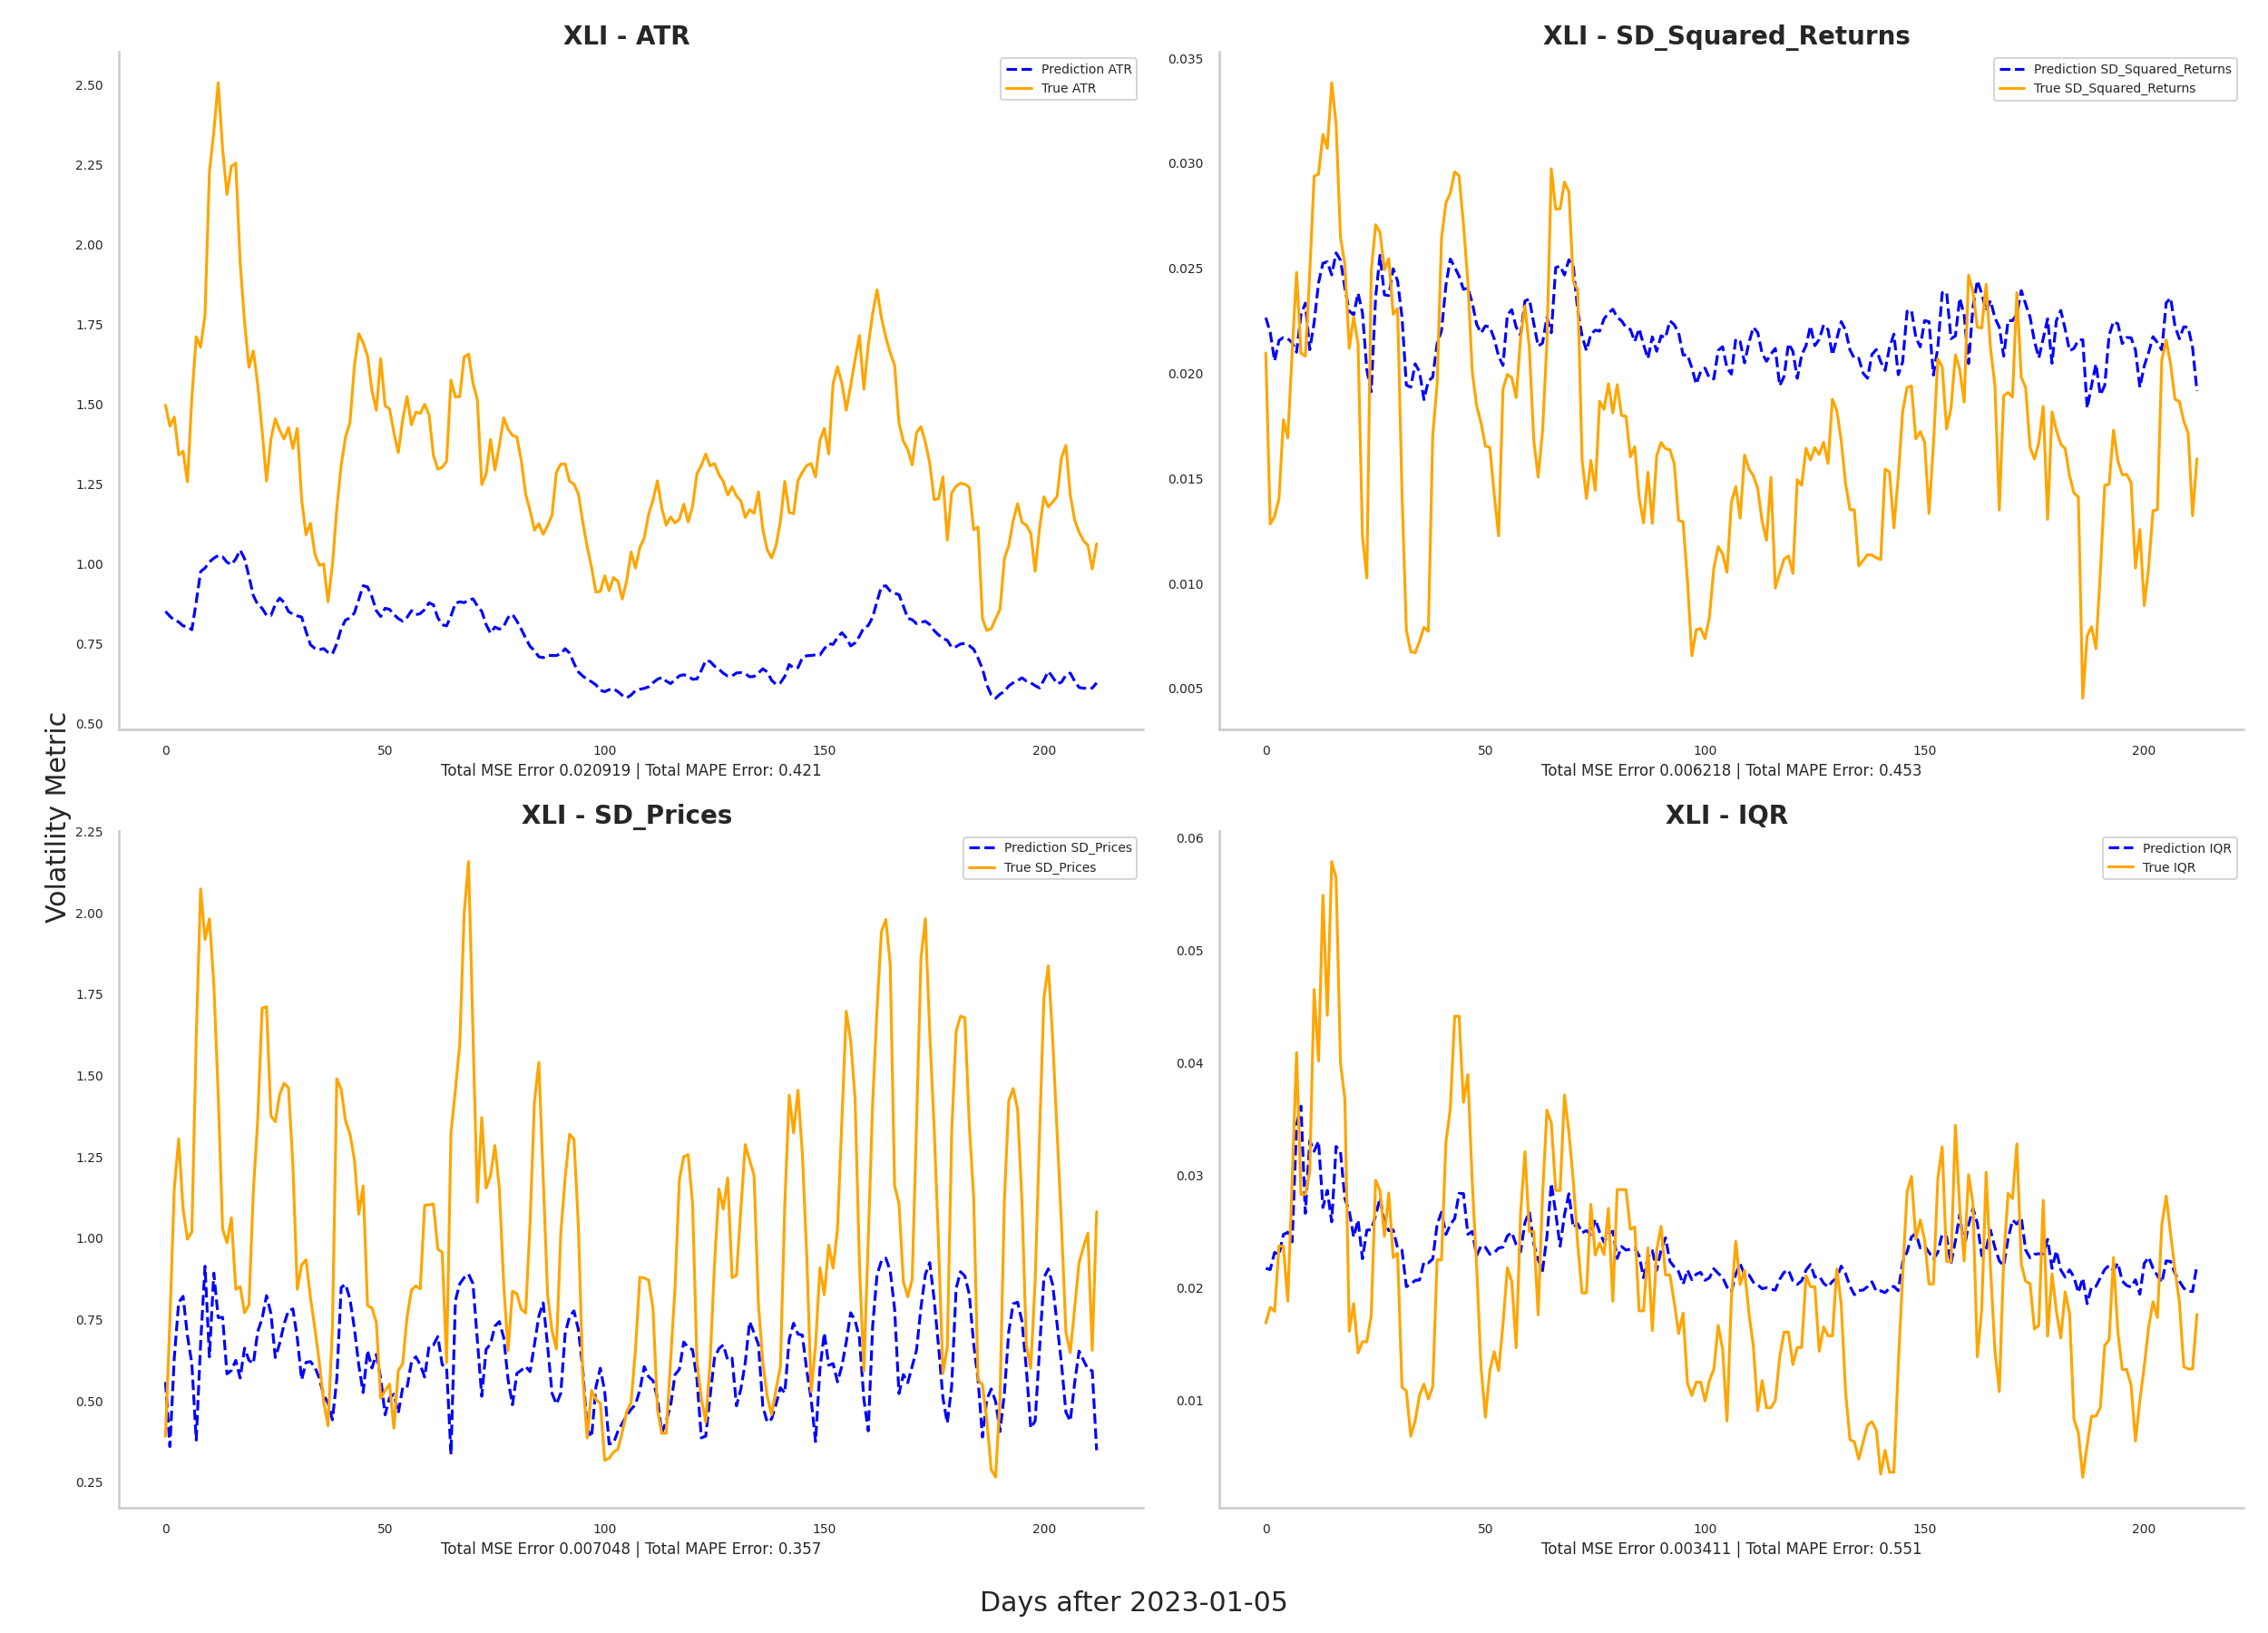 XLI - ATR
Prediction ATR
True ATR
2.50
2.25
2.00
1.75
1.50
1.25
1.00
0.75
0.50
0 50 100 150 200
Total MSE Error 0.020919 | Total MAPE Error: 0.421
XLI - SD_Squared_Returns
Prediction SD_Squared_Returns
True SD_Squared_Returns
0.035
0.030
0.025
0.020
0.015
0.010
0.005
0 50 100 150 200
Total MSE Error 0.006218 | Total MAPE Error: 0.453
Volatility Metric
XLI - SD_Prices
Prediction SD_Prices
True SD_Prices
2.25
2.00
1.75
1.50
1.25
1.00
0.75
0.50
0.25
0 50 100 150 200
Total MSE Error 0.007048 | Total MAPE Error: 0.357
XLI - IQR
Prediction IQR
True IQR
0.06
0.05
0.04
0.03
0.02
0.01
0 50 100 150 200
Total MSE Error 0.003411 | Total MAPE Error: 0.551
Days after 2023-01-05